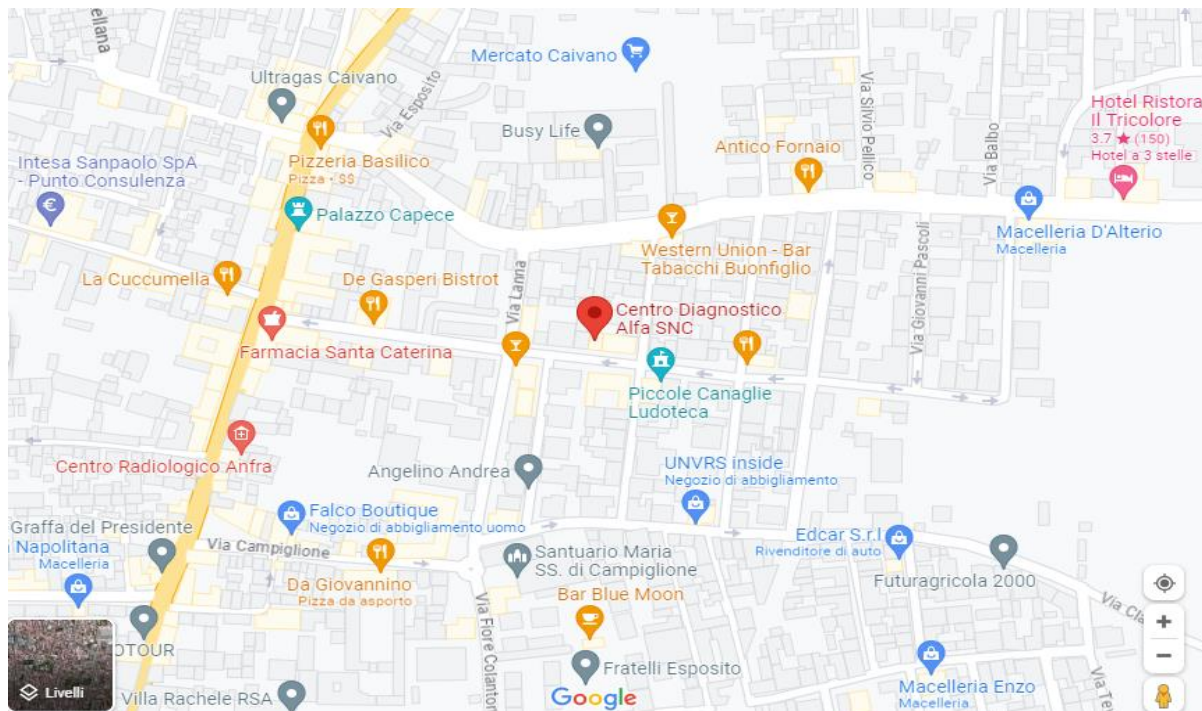 ellana
Ultragas Caivano
Via Esposito
Mercato Caivano
Busy Life
Via Silvio Pellico
Via Balbo
Hotel Ristora
Il Tricolore
3.7 ★ (150)
Hotel a 3 stelle
Intesa Sanpaolo SpA
- Punto Consulenza
Pizzeria Basilico
Pizza • $$
Antico Fornaio
Palazzo Capece
Macelleria D'Alterio
Macelleria
Western Union - Bar
Tabacchi Buonfiglio
Via Giovanni Pascoli
La Cuccumella
De Gasperi Bistrot
Via Lanna
Centro Diagnostico
Alfa SNC
Farmacia Santa Caterina
Piccole Canaglie
Ludoteca
Centro Radiologico Anfra
Angelino Andrea
UNVRS inside
Negozio di abbigliamento
Falco Boutique
Negozio di abbigliamento uomo
Graffa del Presidente
Napolitana
Macelleria
Via Campiglione
Edcar S.r.l
Rivenditore di auto
Santuario Maria
SS. di Campiglione
Futuragricola 2000
Da Giovannino
Pizza da asporto
Bar Blue Moon
Via Cla
Via Fiore Colanton
OTOUR
Fratelli Esposito
Macelleria Enzo
Macelleria
Via Te
Livelli
Villa Rachele RSA
Google